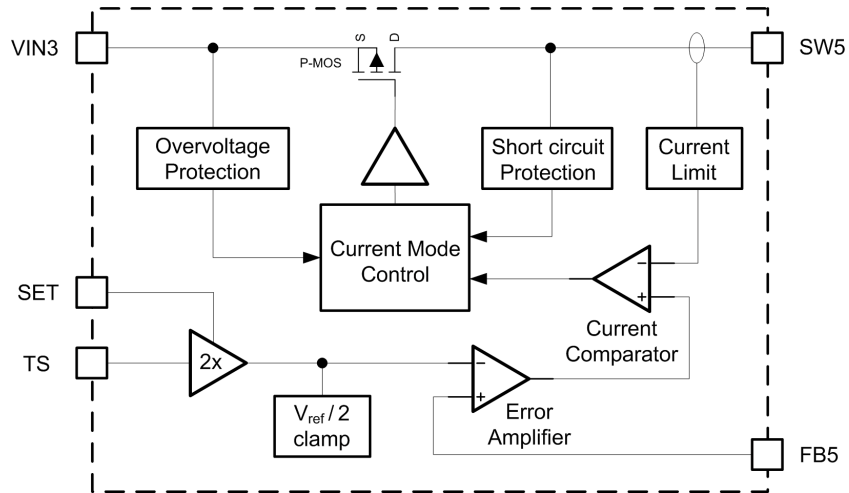 VIN3
S
D
P-MOS
SW5
Overvoltage
Protection
Short circuit
Protection
Current
Limit
Current Mode
Control
−
+
Current
Comparator
SET
TS
2x
−
+
Error
Amplifier
Vref / 2
clamp
FB5